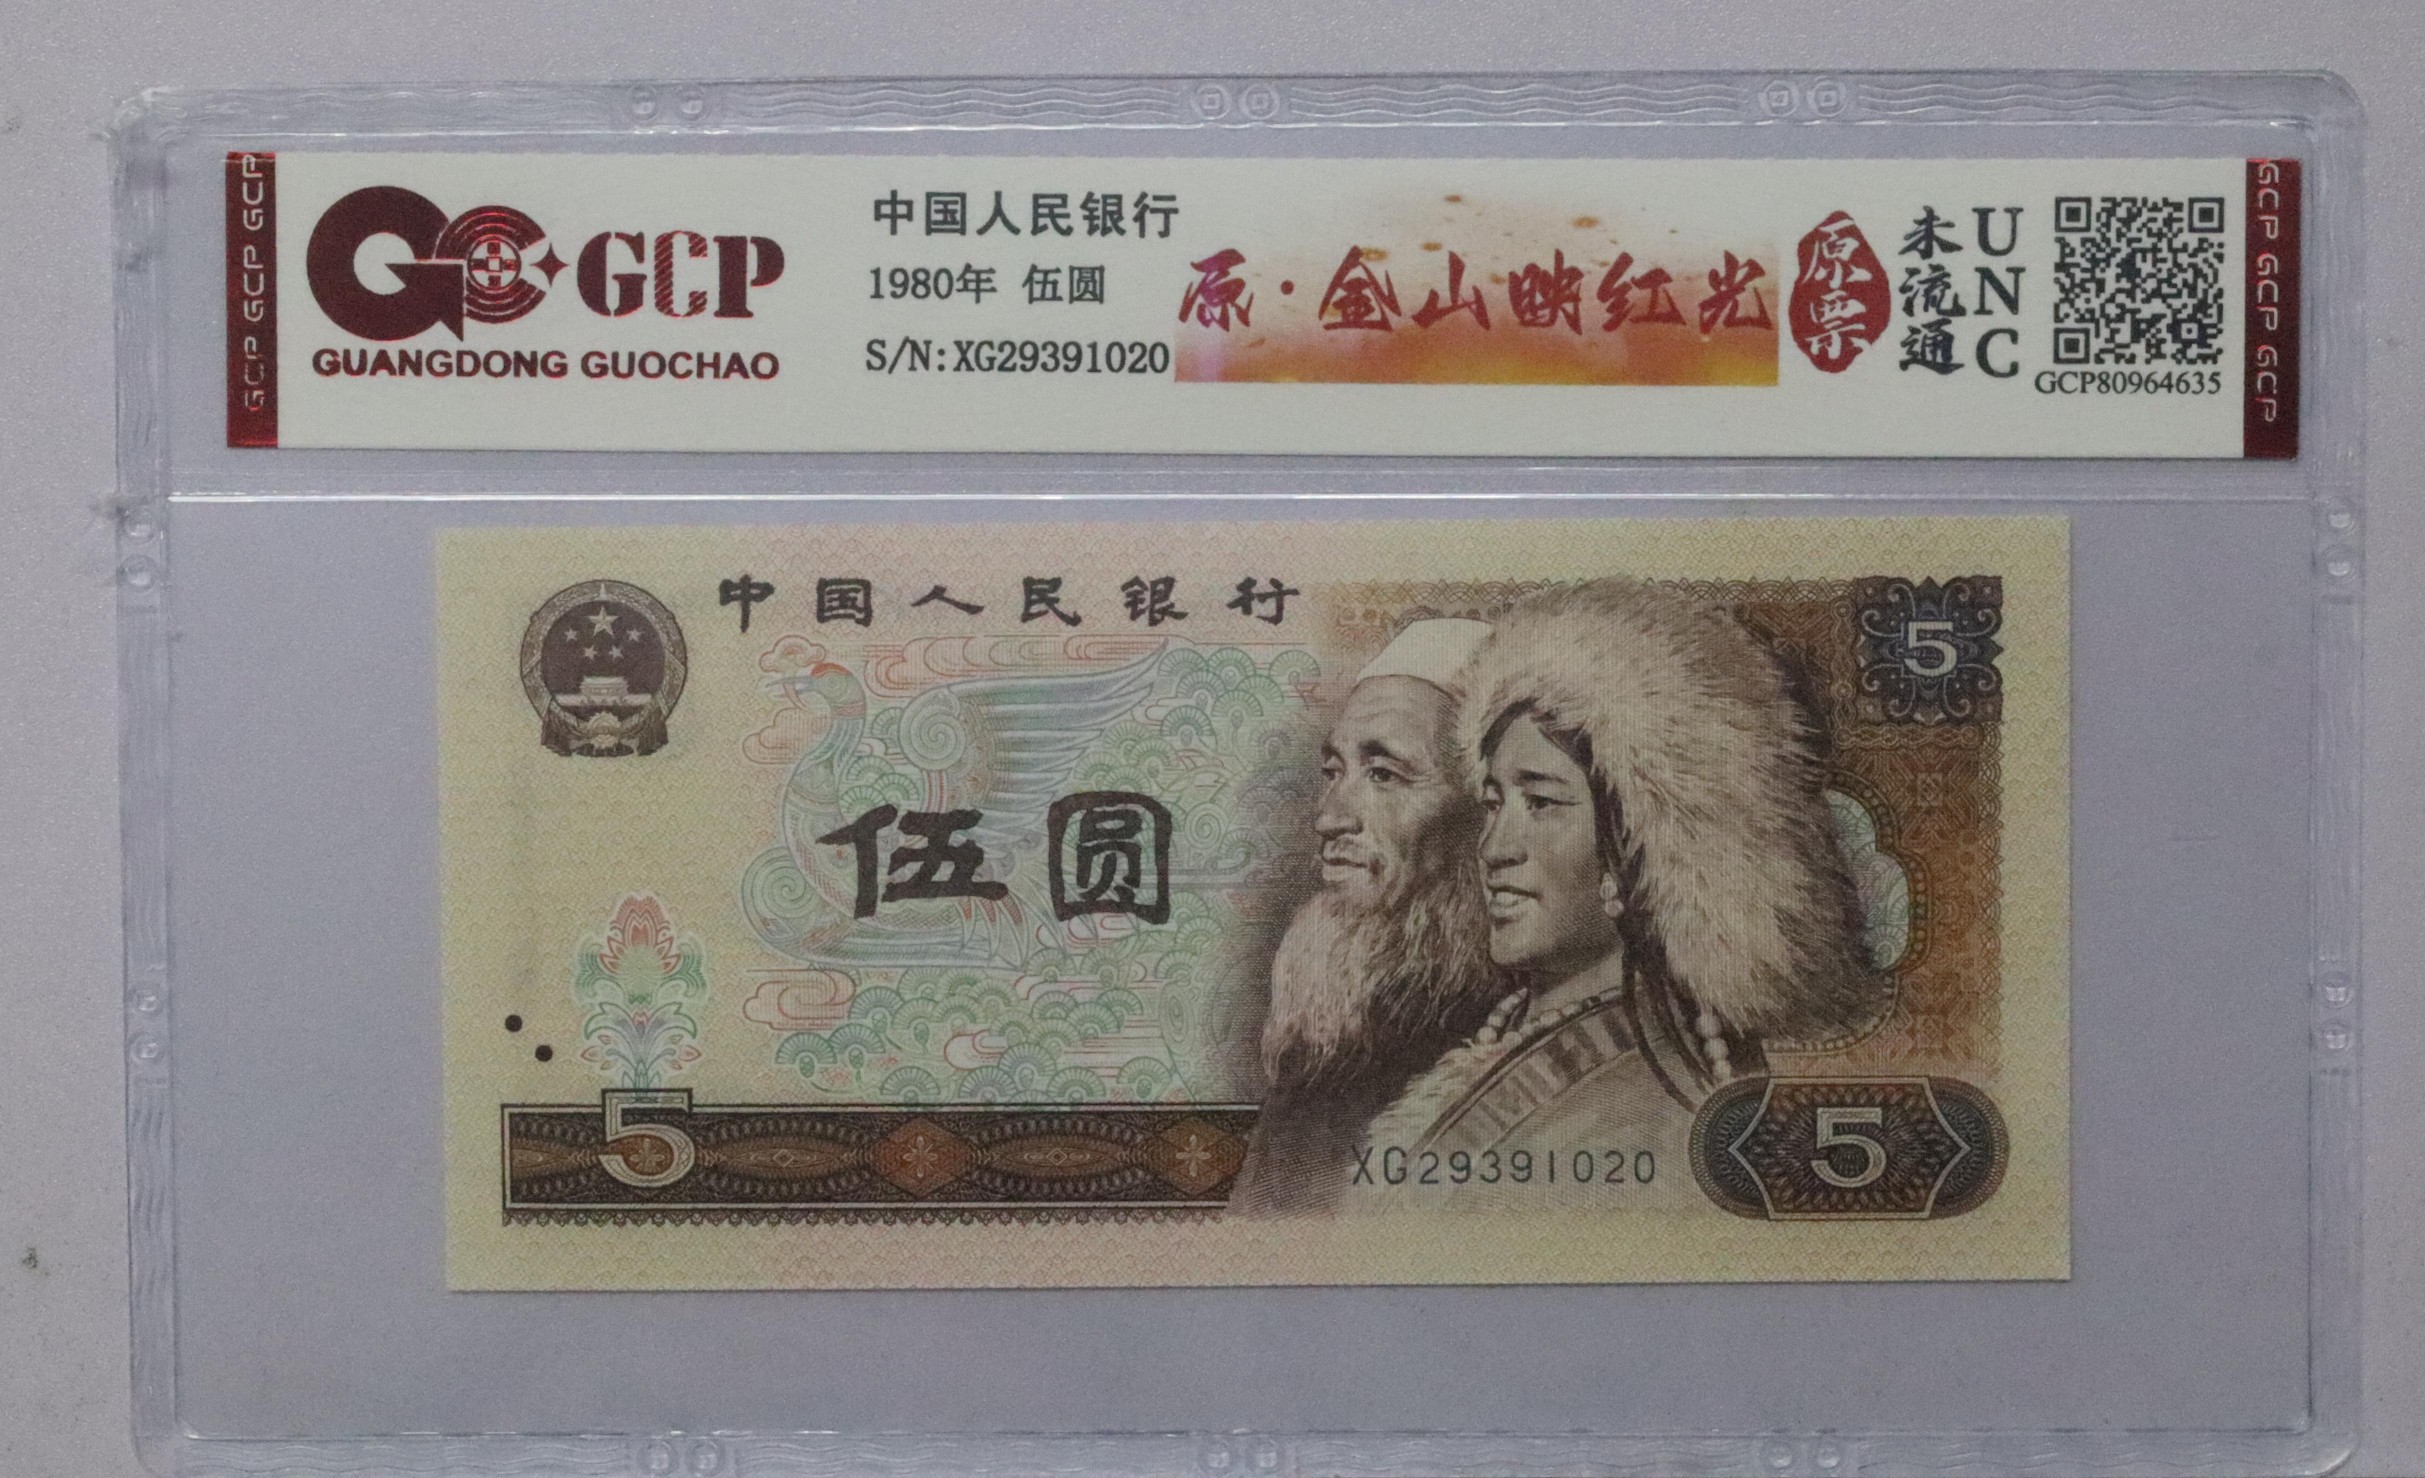 GCP GCP GCP
GCP
GUANGDONG GUOCHAO
中国人民银行
1980年 伍圆
S/N:XG29391020
原·金山映红光
原票
未流通
UNC
GCP80964635
GCP GCP GCP
中国人民银行
5
伍圆
5
XG29391020
5